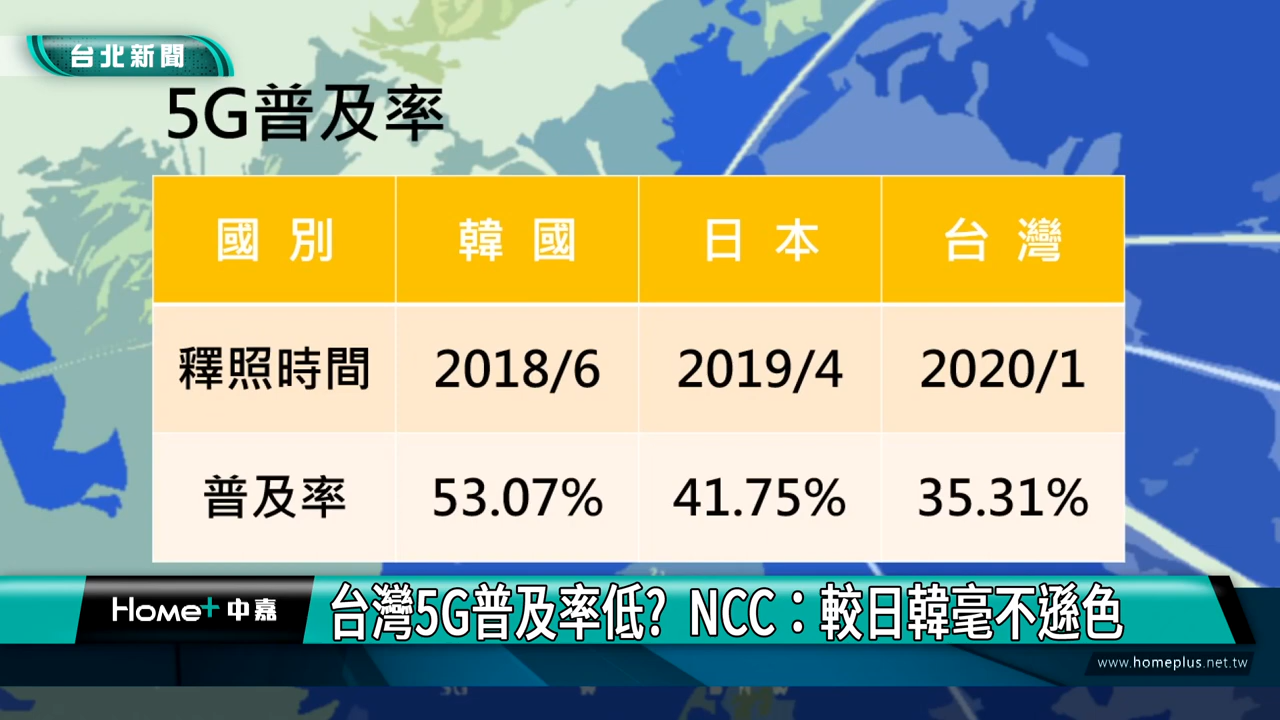 台北新聞
5G普及率
國別 韓國 日本 台灣
釋照時間 2018/6 2019/4 2020/1
普及率 53.07% 41.75% 35.31%
Home+中嘉
台灣5G普及率低? NCC：較日韓毫不遜色
www.homeplus.net.tw